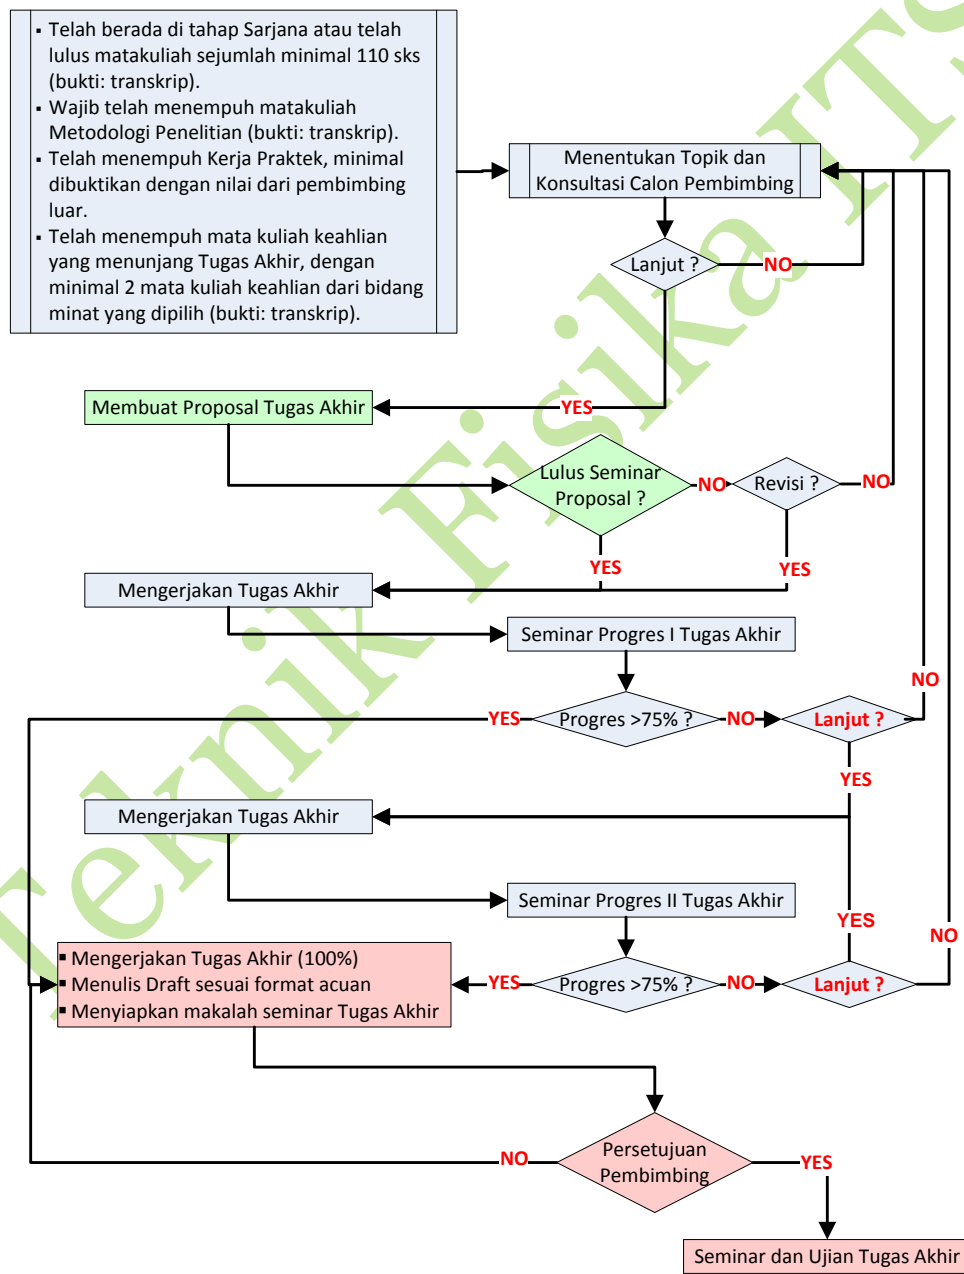 ▪ Telah berada di tahap Sarjana atau telah
lulus matakuliah sejumlah minimal 110 sks
(bukti: transkrip).
▪ Wajib telah menempuh matakuliah
Metodologi Penelitian (bukti: transkrip).
▪ Telah menempuh Kerja Praktek, minimal
dibuktikan dengan nilai dari pembimbing
luar.
▪ Telah menempuh mata kuliah keahlian
yang menunjang Tugas Akhir, dengan
minimal 2 mata kuliah keahlian dari bidang
minat yang dipilih (bukti: transkrip).
Menentukan Topik dan
Konsultasi Calon Pembimbing
Lanjut ?
NO
YES
Membuat Proposal Tugas Akhir
Lulus Seminar
Proposal ?
NO
Revisi ?
NO
YES
YES
Mengerjakan Tugas Akhir
Seminar Progres I Tugas Akhir
NO
YES
Progres >75% ?
NO
Lanjut ?
YES
Mengerjakan Tugas Akhir
Seminar Progres II Tugas Akhir
YES
NO
▪ Mengerjakan Tugas Akhir (100%)
▪ Menulis Draft sesuai format acuan
▪ Menyiapkan makalah seminar Tugas Akhir
YES
Progres >75% ?
NO
Lanjut ?
Persetujuan
Pembimbing
NO
YES
Seminar dan Ujian Tugas Akhir
Teknik Fisika ITS